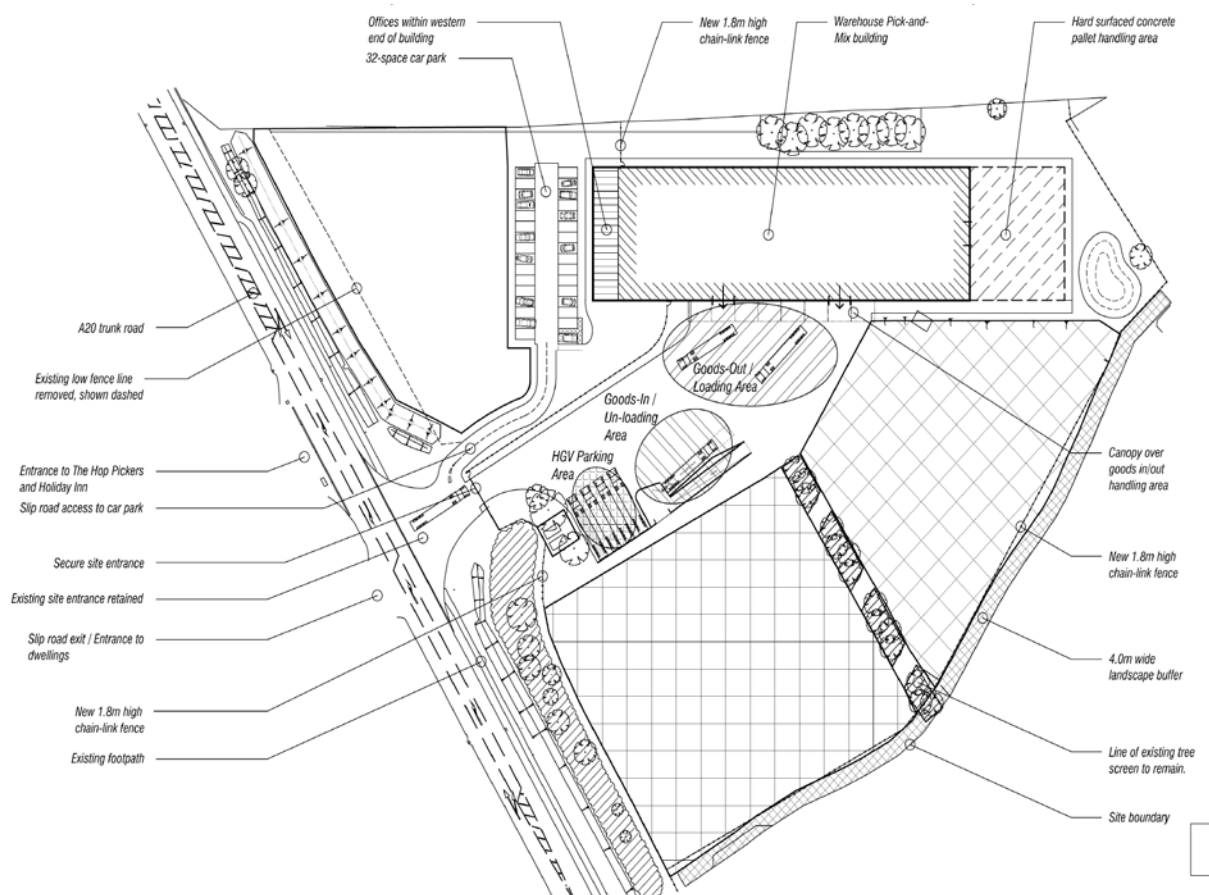 Offices within western
end of building
32-space car park
New 1.8m high
chain-link fence
Warehouse Pick-and-
Mix building
Hard surfaced concrete
pallet handling area
A20 trunk road
Existing low fence line
removed, shown dashed
Entrance to The Hop Pickers
and Holiday Inn
Slip road access to car park
Secure site entrance
Existing site entrance retained
Slip road exit / Entrance to
dwellings
New 1.8m high
chain-link fence
Existing footpath
Goods-Out /
Loading Area
Goods-In /
Un-loading
Area
HGV Parking
Area
Canopy over
goods in/out
handling area
New 1.8m high
chain-link fence
4.0m wide
landscape buffer
Line of existing tree
screen to remain.
Site boundary